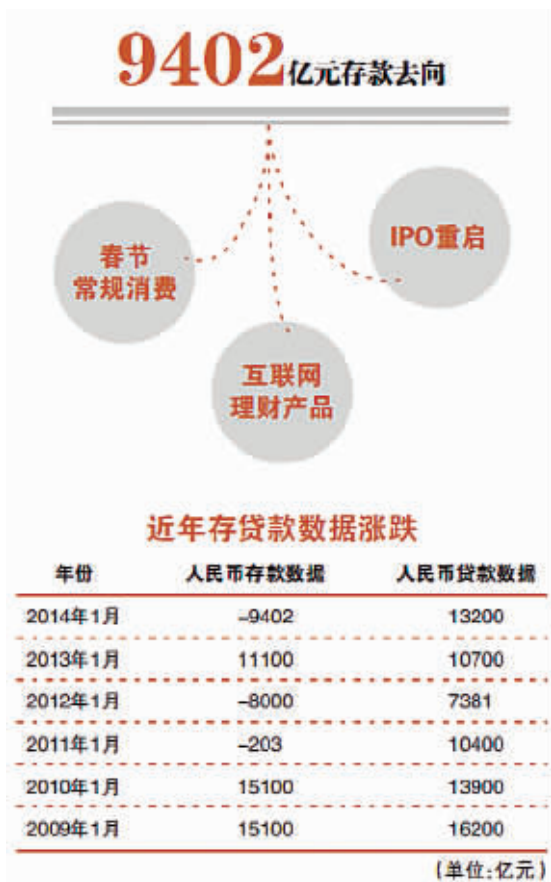 9402亿元存款去向
IPO重启
春节
常规消费
互联网
理财产品
近年存贷款数据涨跌
年份 人民币存款数据 人民币贷款数据
2014年1月 -9402 13200
2013年1月 11100 10700
2012年1月 -8000 7381
2011年1月 -203 10400
2010年1月 15100 13900
2009年1月 15100 16200
(单位:亿元)